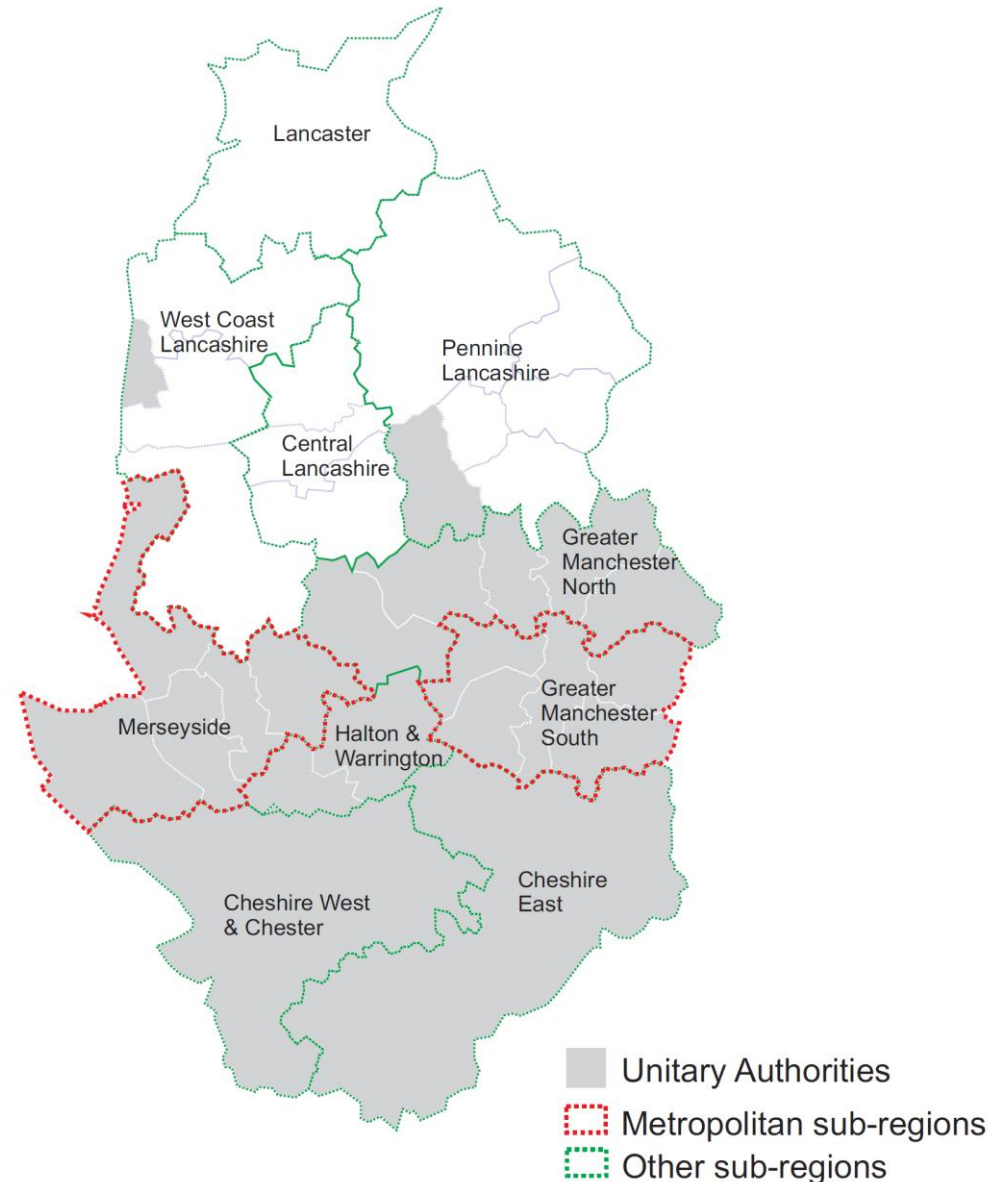 Lancaster
West Coast
Lancashire
Pennine
Lancashire
Central
Lancashire
Greater
Manchester
North
Merseyside
Halton &
Warrington
Greater
Manchester
South
Cheshire West
& Chester
Cheshire
East
Unitary Authorities
Metropolitan sub-regions
Other sub-regions